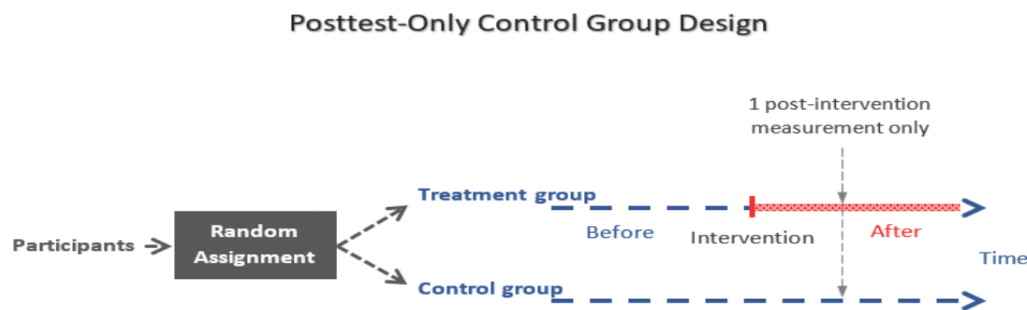 Posttest-Only Control Group Design
1 post-intervention
measurement only
Treatment group
Before
Intervention
After
Participants
Random
Assignment
Time
Control group